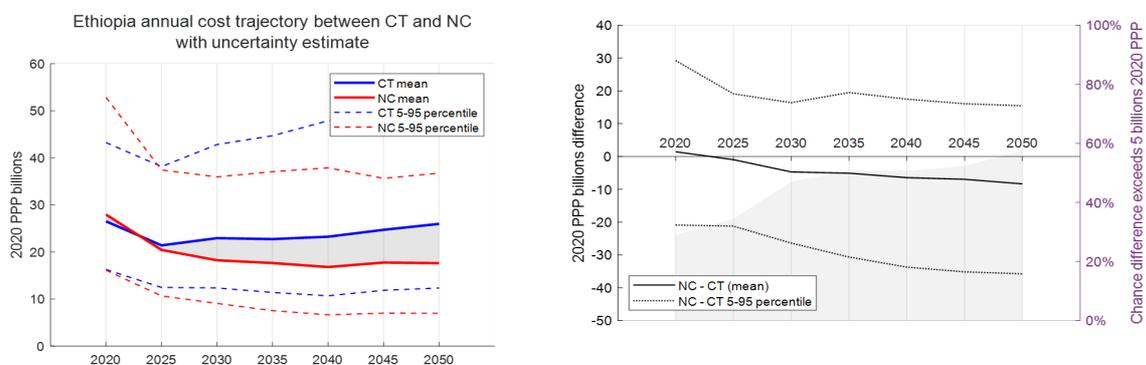 Ethiopia annual cost trajectory between CT and NC
with uncertainty estimate
60
50
40
30
20
10
0
2020 PPP billions
CT mean
NC mean
CT 5-95 percentile
NC 5-95 percentile
2020 2025 2030 2035 2040 2045 2050
40
30
20
10
0
-10
-20
-30
-40
-50
2020 PPP billions difference
2020 2025 2030 2035 2040 2045 2050
NC - CT (mean)
NC - CT 5-95 percentile
100%
80%
60%
40%
20%
0%
Chance difference exceeds 5 billions 2020 PPP